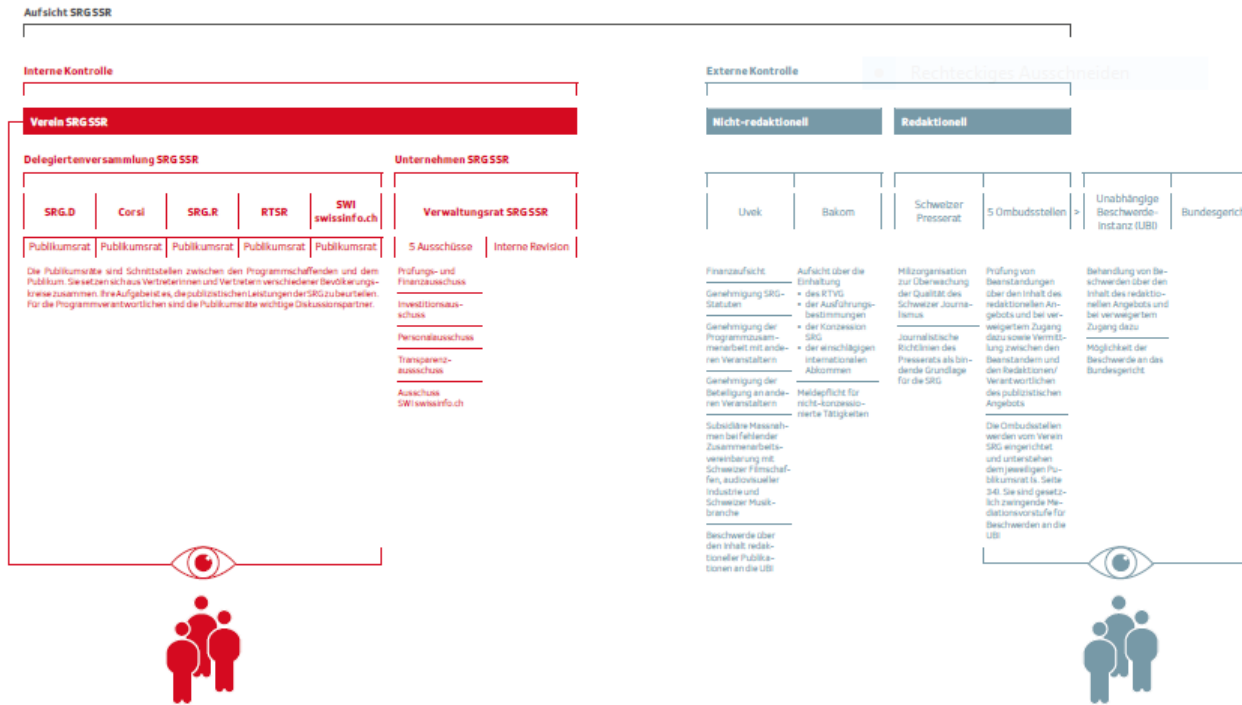 Aufsicht SRG SSR
Interne Kontrolle
Verein SRG SSR
Delegiertenversammlung SRG SSR
SRG.D
Corsi
SRG.R
RTSR
SWI
swissinfo.ch
Publikumsrat
Publikumsrat
Publikumsrat
Publikumsrat
Publikumsrat
Die Publikumsräte sind Schnittstellen zwischen den Programmschaffenden und dem
Publikum. Sie setzen sich aus Vertreterinnen und Vertretern verschiedener Bevölkerungs-
kreise zusammen. Ihre Aufgabe ist es, die publizistischen Leistungen der SRG zu beurteilen.
Für die Programmverantwortlichen sind die Publikumsräte wichtige Diskussionspartner.
Unternehmen SRG SSR
Verwaltungsrat SRG SSR
5 Ausschüsse
Interne Revision
Prüfungs- und
Finanzausschuss
Investitionsaus-
schuss
Personalausschuss
Transparenz-
aussschuss
Ausschuss
SWI swissinfo.ch
Externe Kontrolle
Rechteckiges Ausschneiden
Nicht-redaktionell
Redaktionell
Uvek
Bakom
Schweizer
Presserat
5 Ombudsstellen >
Unabhängige
Beschwerde-
Instanz (UBI)
Bundesgericht
Finanzaufsicht
Genehmigung SRG-
Statuten
Genehmigung der
Programmzusam-
menarbeit mit ande-
ren Veranstaltern
Genehmigung der
Beteiligung an ande-
ren Veranstaltern
Subsidiäre Massnah-
men bei fehlender
Zusammenarbeits-
vereinbarung mit
Schweizer Filmschaf-
fen, audiovisueller
Industrie und
Schweizer Musik-
branche
Beschwerde über
den Inhalt redak-
tioneller Publika-
tionen an die UBI
Aufsicht über die
Einhaltung
• des RTVG
• der Ausführungs-
bestimmungen
• der Konzession
SRG
• der einschlägigen
internationalen
Abkommen
Meldepflicht für
nicht-konzessio-
nierte Tätigkeiten
Milizorganisation
zur Überwachung
der Qualität des
Schweizer Journa-
lismus
Journalistische
Richtlinien des
Presserats als bin-
dende Grundlage
für die SRG
Prüfung von
Beanstandungen
über den Inhalt des
redaktionellen An-
gebots und bei ver-
weigertem Zugang
dazu sowie Vermitt-
lung zwischen den
Beanstandern und
den Redaktionen/
Verantwortlichen
des publizistischen
Angebots
Die Ombudsstellen
werden vom Verein
SRG eingerichtet
und unterstehen
dem jeweiligen Pu-
blikumsrat (s. Seite
34). Sie sind gesetz-
lich zwingende Me-
diationsvorstufe für
Beschwerden an die
UBI
Behandlung von Be-
schwerden über den
Inhalt des redaktio-
nellen Angebots und
bei verweigertem
Zugang dazu
Möglichkeit der
Beschwerde an das
Bundesgericht